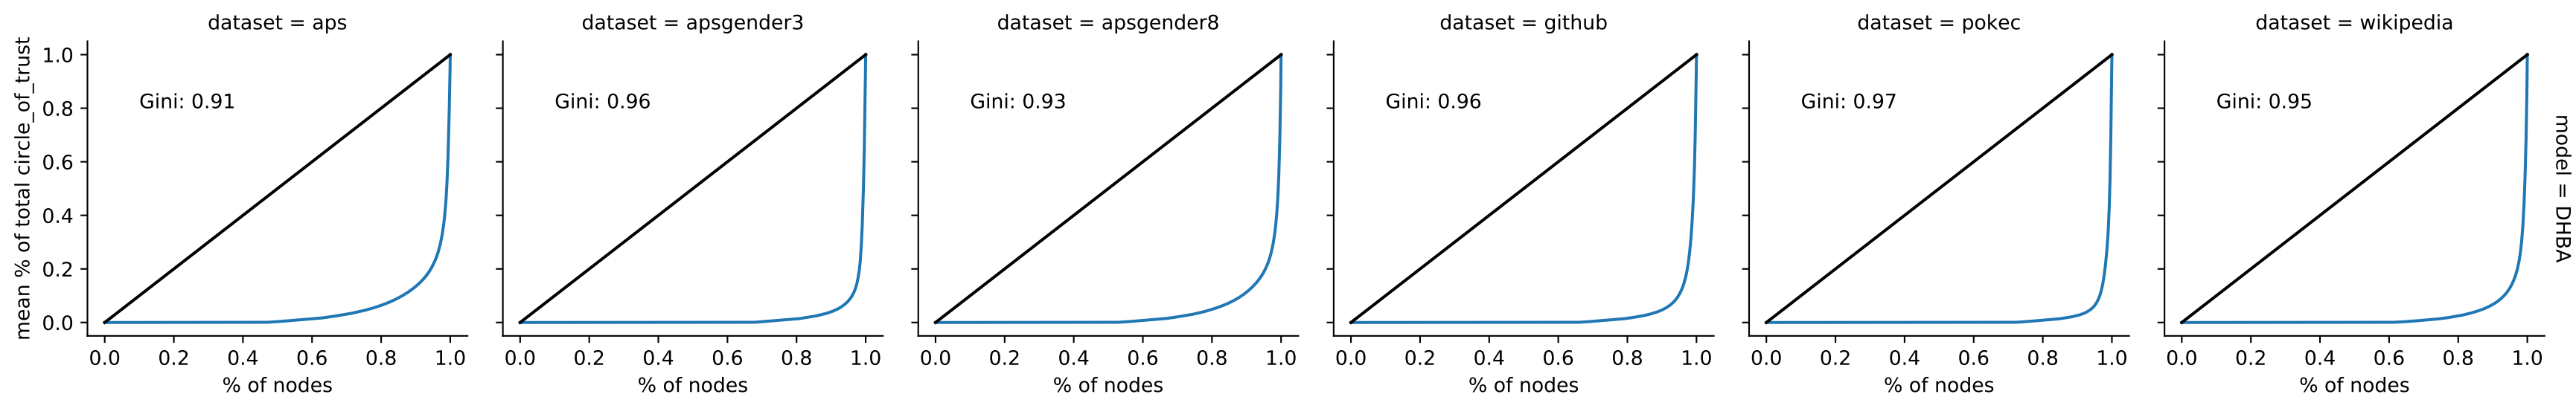 dataset = aps
dataset = apsgender3
dataset = apsgender8
dataset = github
dataset = pokec
dataset = wikipedia
mean % of total circle_of_trust
1.0
0.8
0.6
0.4
0.2
0.0
Gini: 0.91
Gini: 0.96
Gini: 0.93
Gini: 0.96
Gini: 0.97
Gini: 0.95
model = DHBA
0.0 0.2 0.4 0.6 0.8 1.0
0.0 0.2 0.4 0.6 0.8 1.0
0.0 0.2 0.4 0.6 0.8 1.0
0.0 0.2 0.4 0.6 0.8 1.0
0.0 0.2 0.4 0.6 0.8 1.0
0.0 0.2 0.4 0.6 0.8 1.0
% of nodes
% of nodes
% of nodes
% of nodes
% of nodes
% of nodes